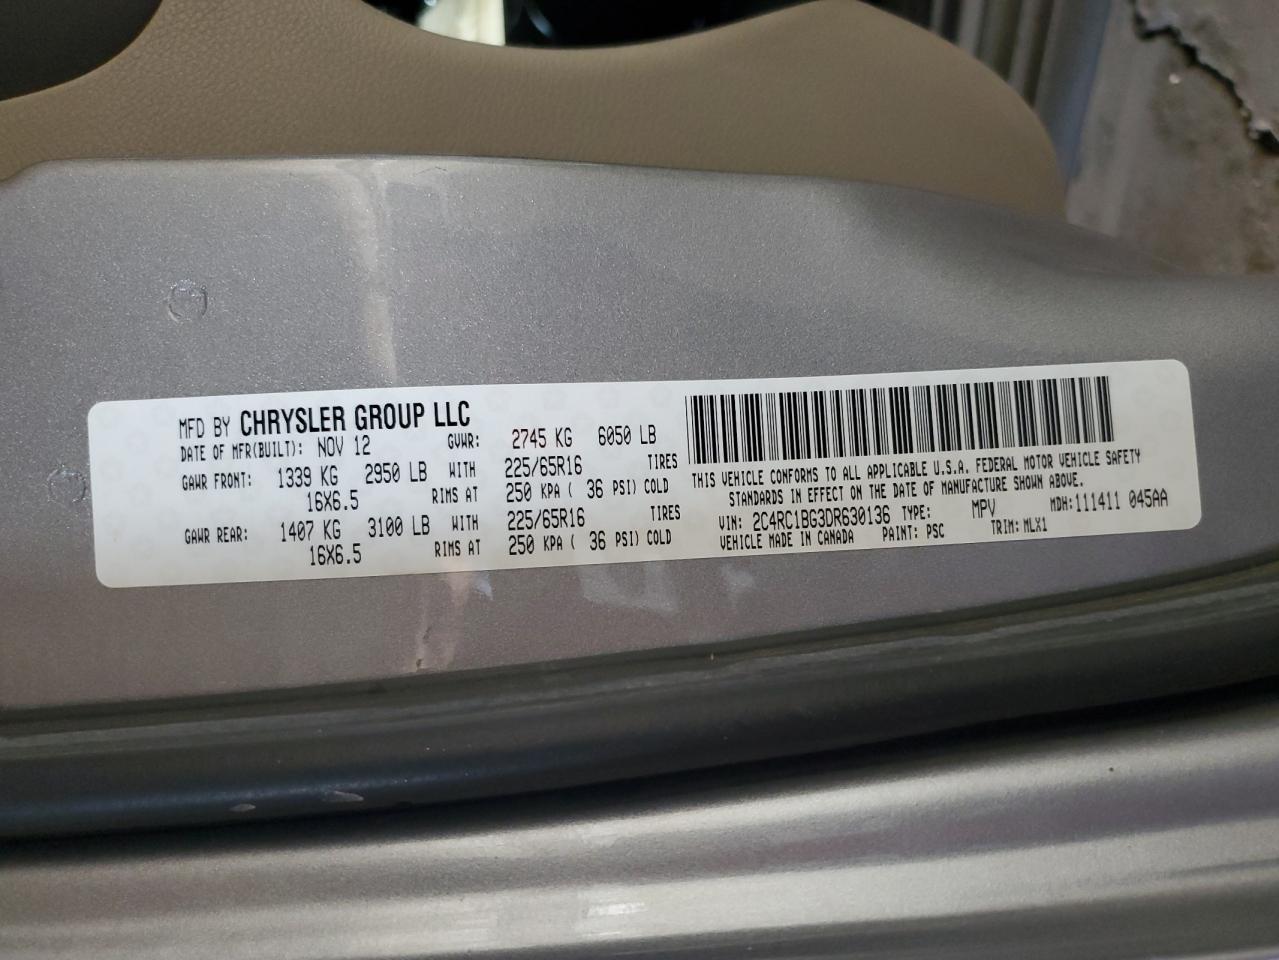 MFD BY CHRYSLER GROUP LLC
DATE OF MFR(BUILT): NOV 12 GVWR: 2745 KG 6050 LB
GAWR FRONT: 1339 KG 2950 LB WITH 225/65R16 TIRES
16X6.5 RIMS AT 250 KPA ( 36 PSI) COLD
GAWR REAR: 1407 KG 3100 LB WITH 225/65R16 TIRES
16X6.5 RIMS AT 250 KPA ( 36 PSI) COLD
THIS VEHICLE CONFORMS TO ALL APPLICABLE U.S.A. FEDERAL MOTOR VEHICLE SAFETY
STANDARDS IN EFFECT ON THE DATE OF MANUFACTURE SHOWN ABOVE.
VIN: 2C4RC1BG3DR630136 TYPE: MPV MDH:111411 045AA
VEHICLE MADE IN CANADA PAINT: PSC TRIM: MLX1